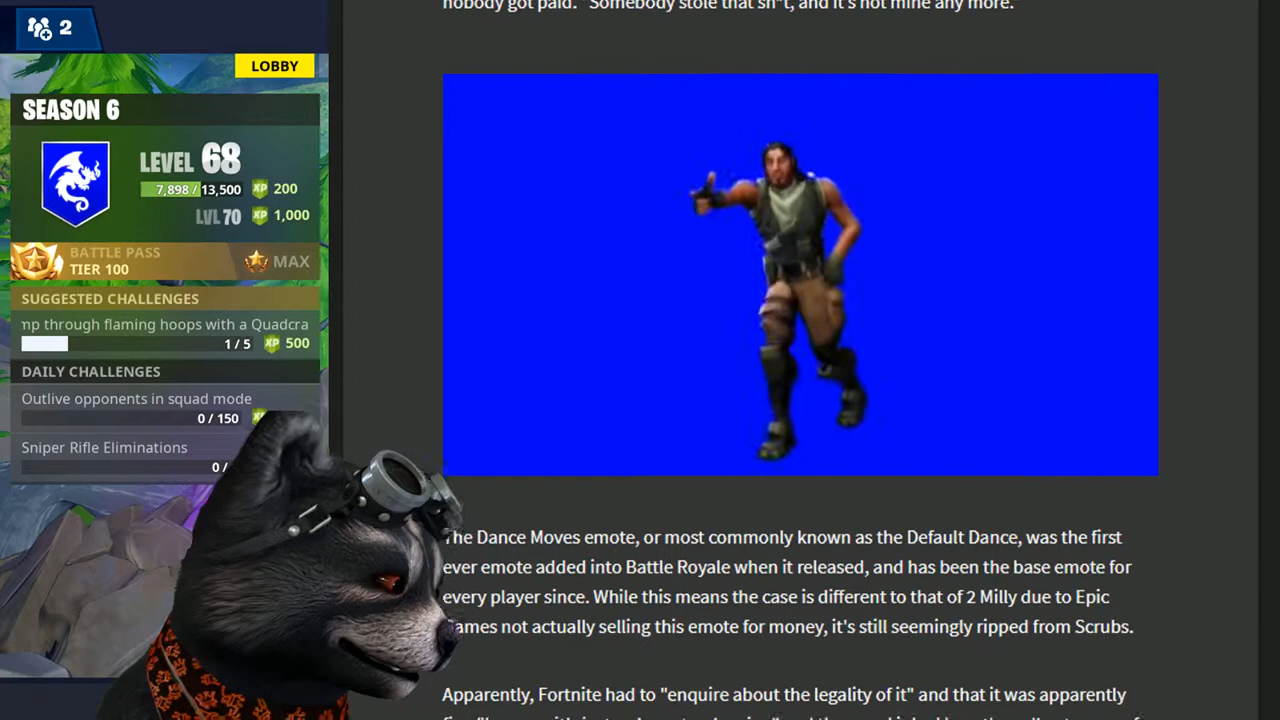 2
LOBBY
SEASON 6
LEVEL 68
7,898 / 13,500 XP 200
LVL 70 XP 1,000
BATTLE PASS
TIER 100
MAX
SUGGESTED CHALLENGES
mp through flaming hoops with a Quadcra
1 / 5 XP 500
DAILY CHALLENGES
Outlive opponents in squad mode
0 / 150
Sniper Rifle Eliminations
0 /
nobody got paid. "Somebody stole that sh*t, and it's not mine any more."
The Dance Moves emote, or most commonly known as the Default Dance, was the first
ever emote added into Battle Royale when it released, and has been the base emote for
every player since. While this means the case is different to that of 2 Milly due to Epic
Games not actually selling this emote for money, it's still seemingly ripped from Scrubs.
Apparently, Fortnite had to "enquire about the legality of it" and that it was apparently